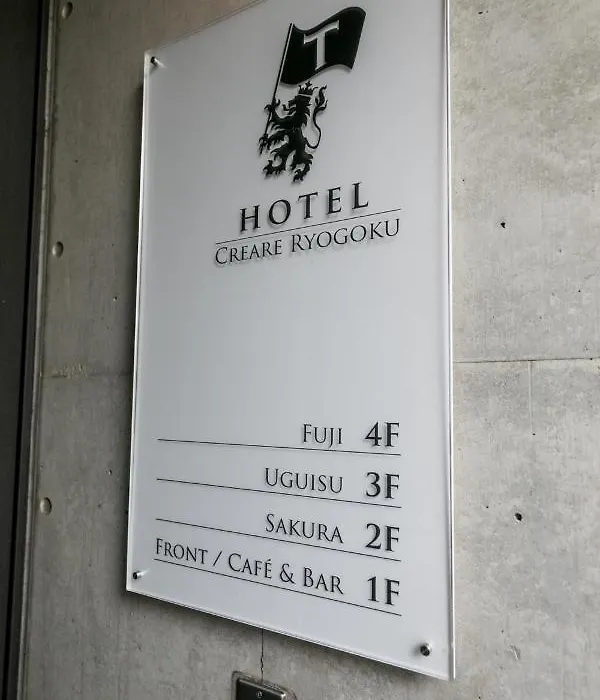 T
HOTEL
CREARE RYOGOKU
FUJI 4F
UGUISU 3F
SAKURA 2F
FRONT / CAFÉ & BAR 1F